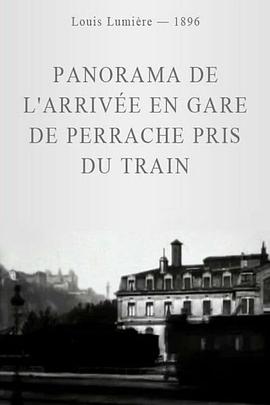 Louis Lumière — 1896
PANORAMA DE
L'ARRIVÉE EN GARE
DE PERRACHE PRIS
DU TRAIN